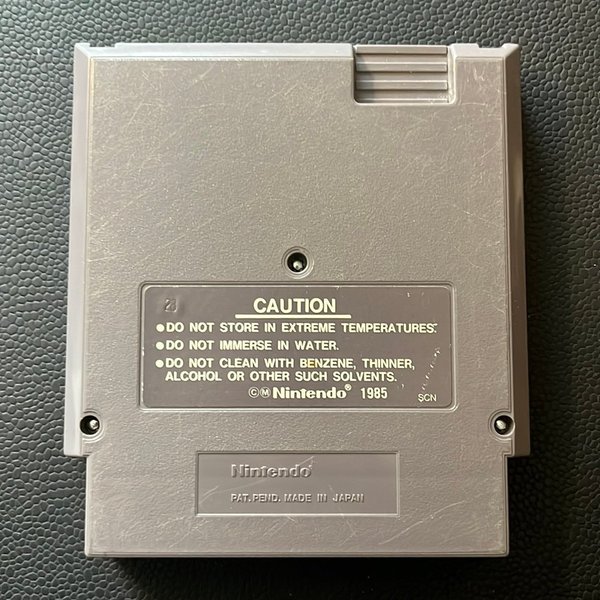 CAUTION
●DO NOT STORE IN EXTREME TEMPERATURES.
●DO NOT IMMERSE IN WATER.
●DO NOT CLEAN WITH BENZENE, THINNER,
ALCOHOL OR OTHER SUCH SOLVENTS.
©Ⓜ Nintendo® 1985
SCN
Nintendo®
PAT. PEND. MADE IN JAPAN